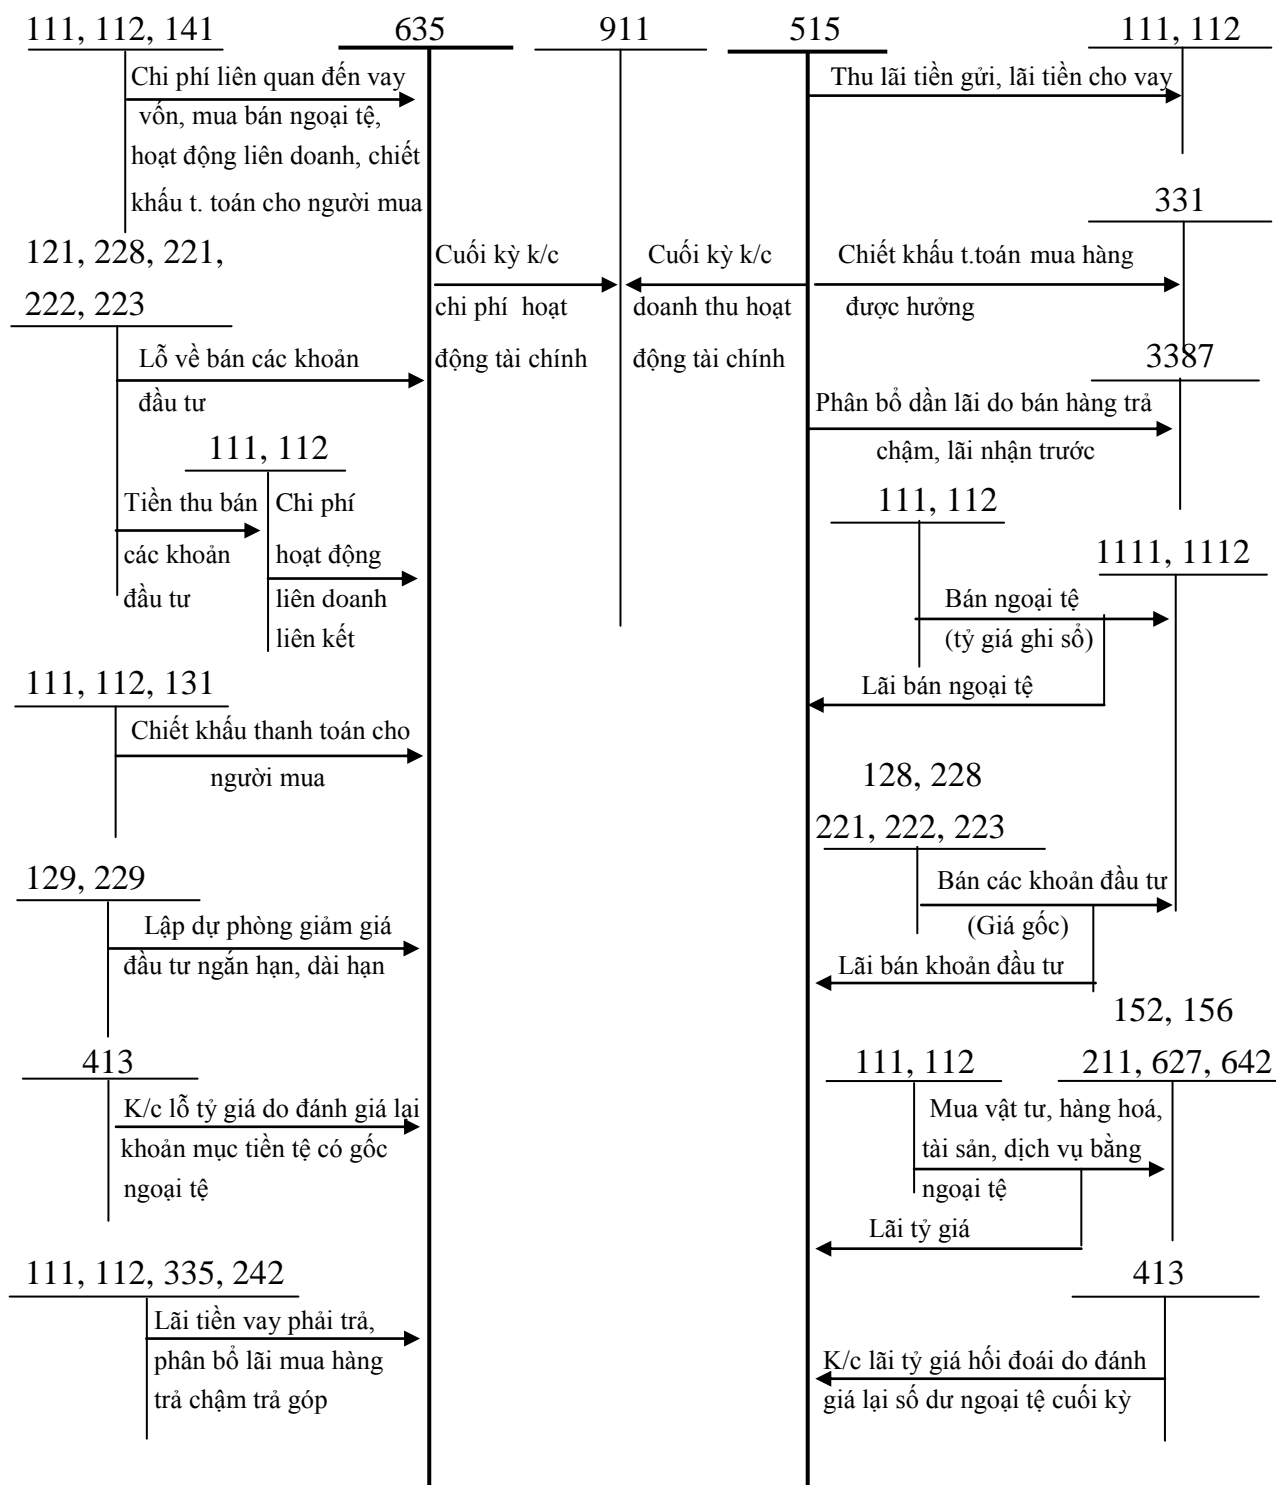 111, 112, 141
635
911
515
111, 112
Chi phí liên quan đến vay
vốn, mua bán ngoại tệ,
hoạt động liên doanh, chiết
khấu t. toán cho người mua
Thu lãi tiền gửi, lãi tiền cho vay
331
121, 228, 221,
222, 223
Cuối kỳ k/c
chi phí hoạt
động tài chính
Cuối kỳ k/c
doanh thu hoạt
động tài chính
Chiết khấu t.toán mua hàng
được hưởng
Lỗ về bán các khoản
đầu tư
3387
Phân bổ dần lãi do bán hàng trả
chậm, lãi nhận trước
111, 112
Tiền thu bán
các khoản
đầu tư
Chi phí
hoạt động
liên doanh
liên kết
111, 112
1111, 1112
Bán ngoại tệ
(tỷ giá ghi sổ)
Lãi bán ngoại tệ
111, 112, 131
Chiết khấu thanh toán cho
người mua
128, 228
221, 222, 223
Bán các khoản đầu tư
(Giá gốc)
Lãi bán khoản đầu tư
129, 229
Lập dự phòng giảm giá
đầu tư ngắn hạn, dài hạn
152, 156
211, 627, 642
111, 112
Mua vật tư, hàng hoá,
tài sản, dịch vụ bằng
ngoại tệ
Lãi tỷ giá
413
K/c lỗ tỷ giá do đánh giá lại
khoản mục tiền tệ có gốc
ngoại tệ
111, 112, 335, 242
Lãi tiền vay phải trả,
phân bổ lãi mua hàng
trả chậm trả góp
413
K/c lãi tỷ giá hối đoái do đánh
giá lại số dư ngoại tệ cuối kỳ